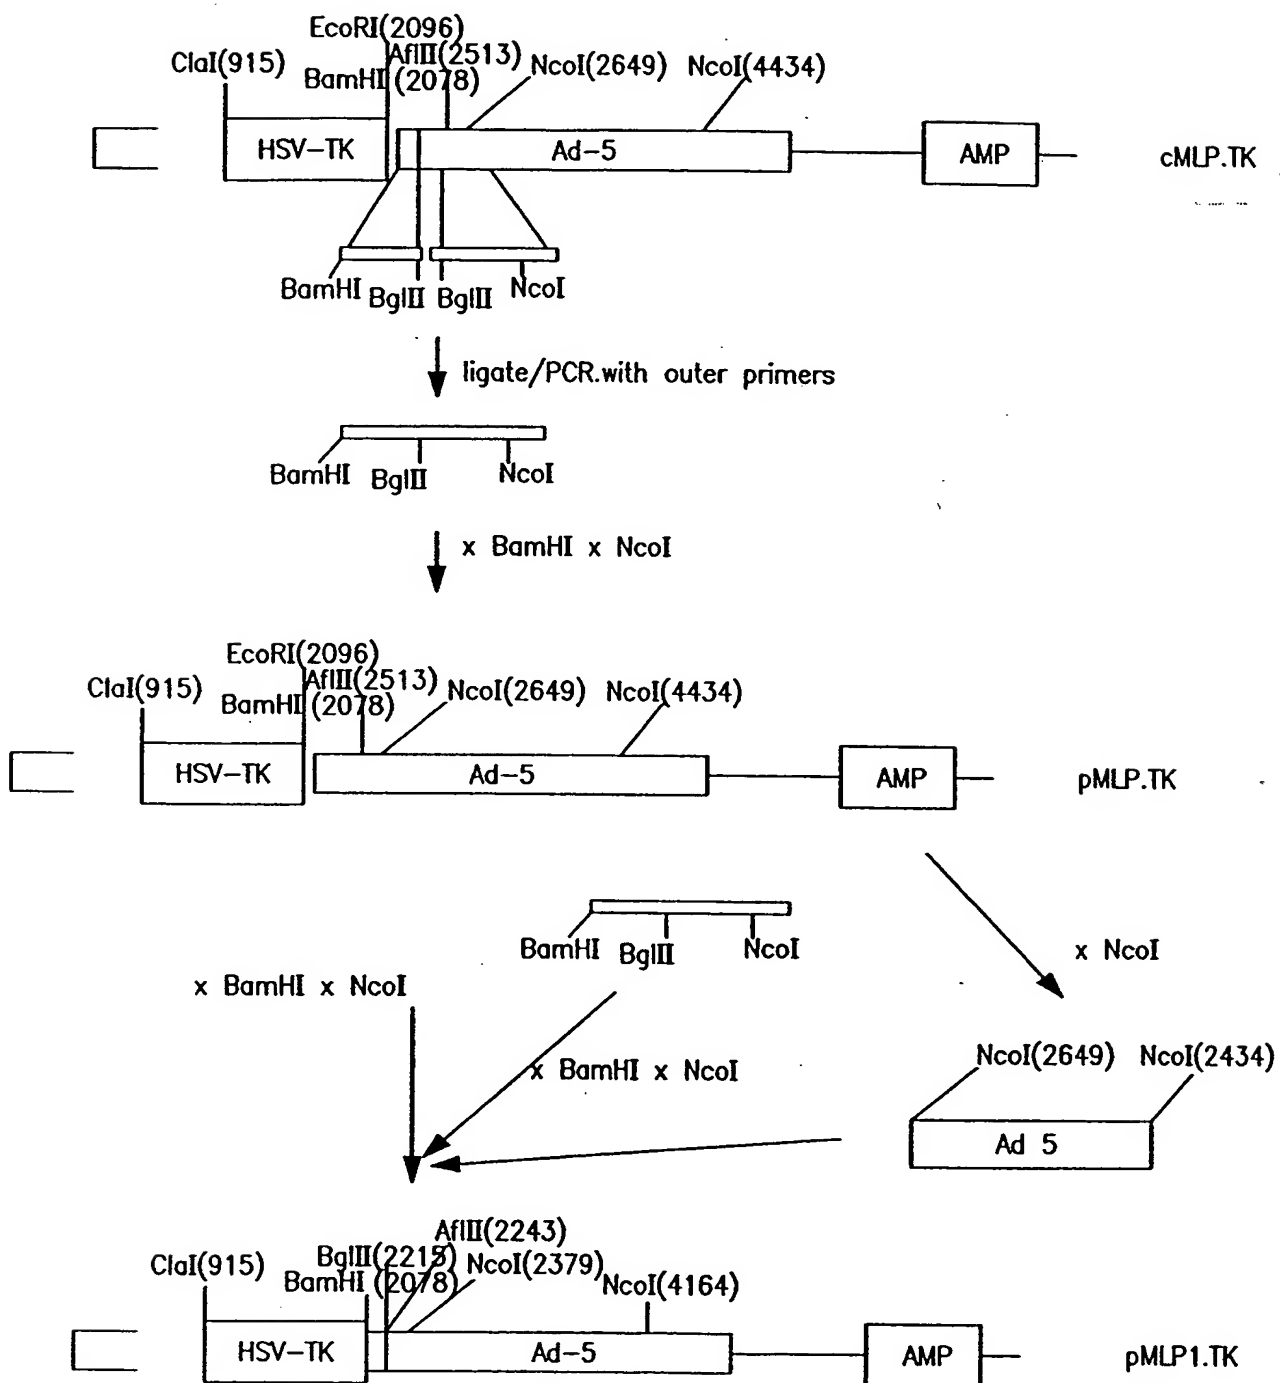 EcoRI(2096)
ClaI(915)
AflII(2513)
BamHI (2078)
NcoI(2649)
NcoI(4434)
HSV-TK
Ad-5
AMP
cMLP.TK
BamHI
BglII
BglII
NcoI
ligate/PCR.with outer primers
BamHI
BglII
NcoI
x BamHI x NcoI
EcoRI(2096)
ClaI(915)
AflII(2513)
BamHI (2078)
NcoI(2649)
NcoI(4434)
HSV-TK
Ad-5
AMP
pMLP.TK
BamHI
BglII
NcoI
x NcoI
x BamHI x NcoI
x BamHI x NcoI
NcoI(2649)
NcoI(2434)
Ad 5
AflII(2243)
ClaI(915)
BglII(2215)
BamHI (2078)
NcoI(2379)
NcoI(4164)
HSV-TK
Ad-5
AMP
pMLP1.TK